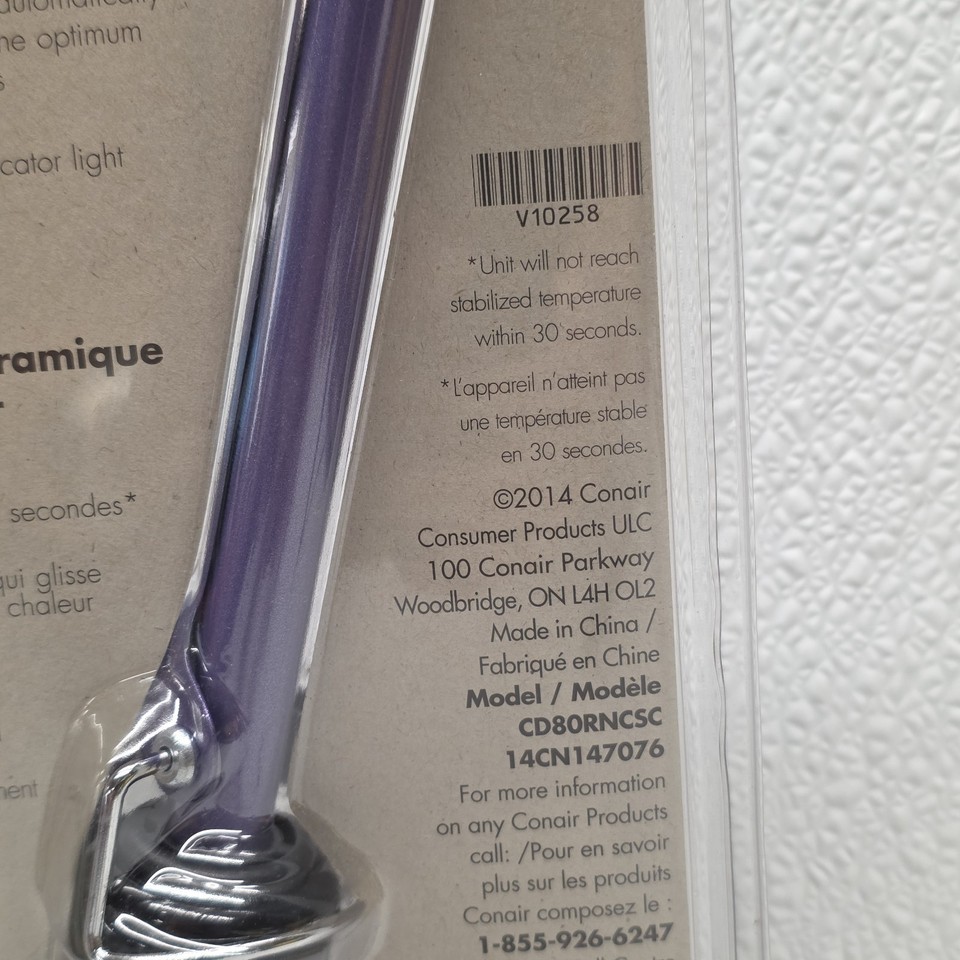 he optimum
cator light
ramique
secondes*
qui glisse
chaleur
V10258
*Unit will not reach
stabilized temperature
within 30 seconds.
*L'appareil n'atteint pas
une température stable
en 30 secondes.
©2014 Conair
Consumer Products ULC
100 Conair Parkway
Woodbridge, ON L4H OL2
Made in China /
Fabriqué en Chine
Model / Modèle
CD80RNCSC
14CN147076
For more information
on any Conair Products
call: /Pour en savoir
plus sur les produits
Conair composez le :
1-855-926-6247